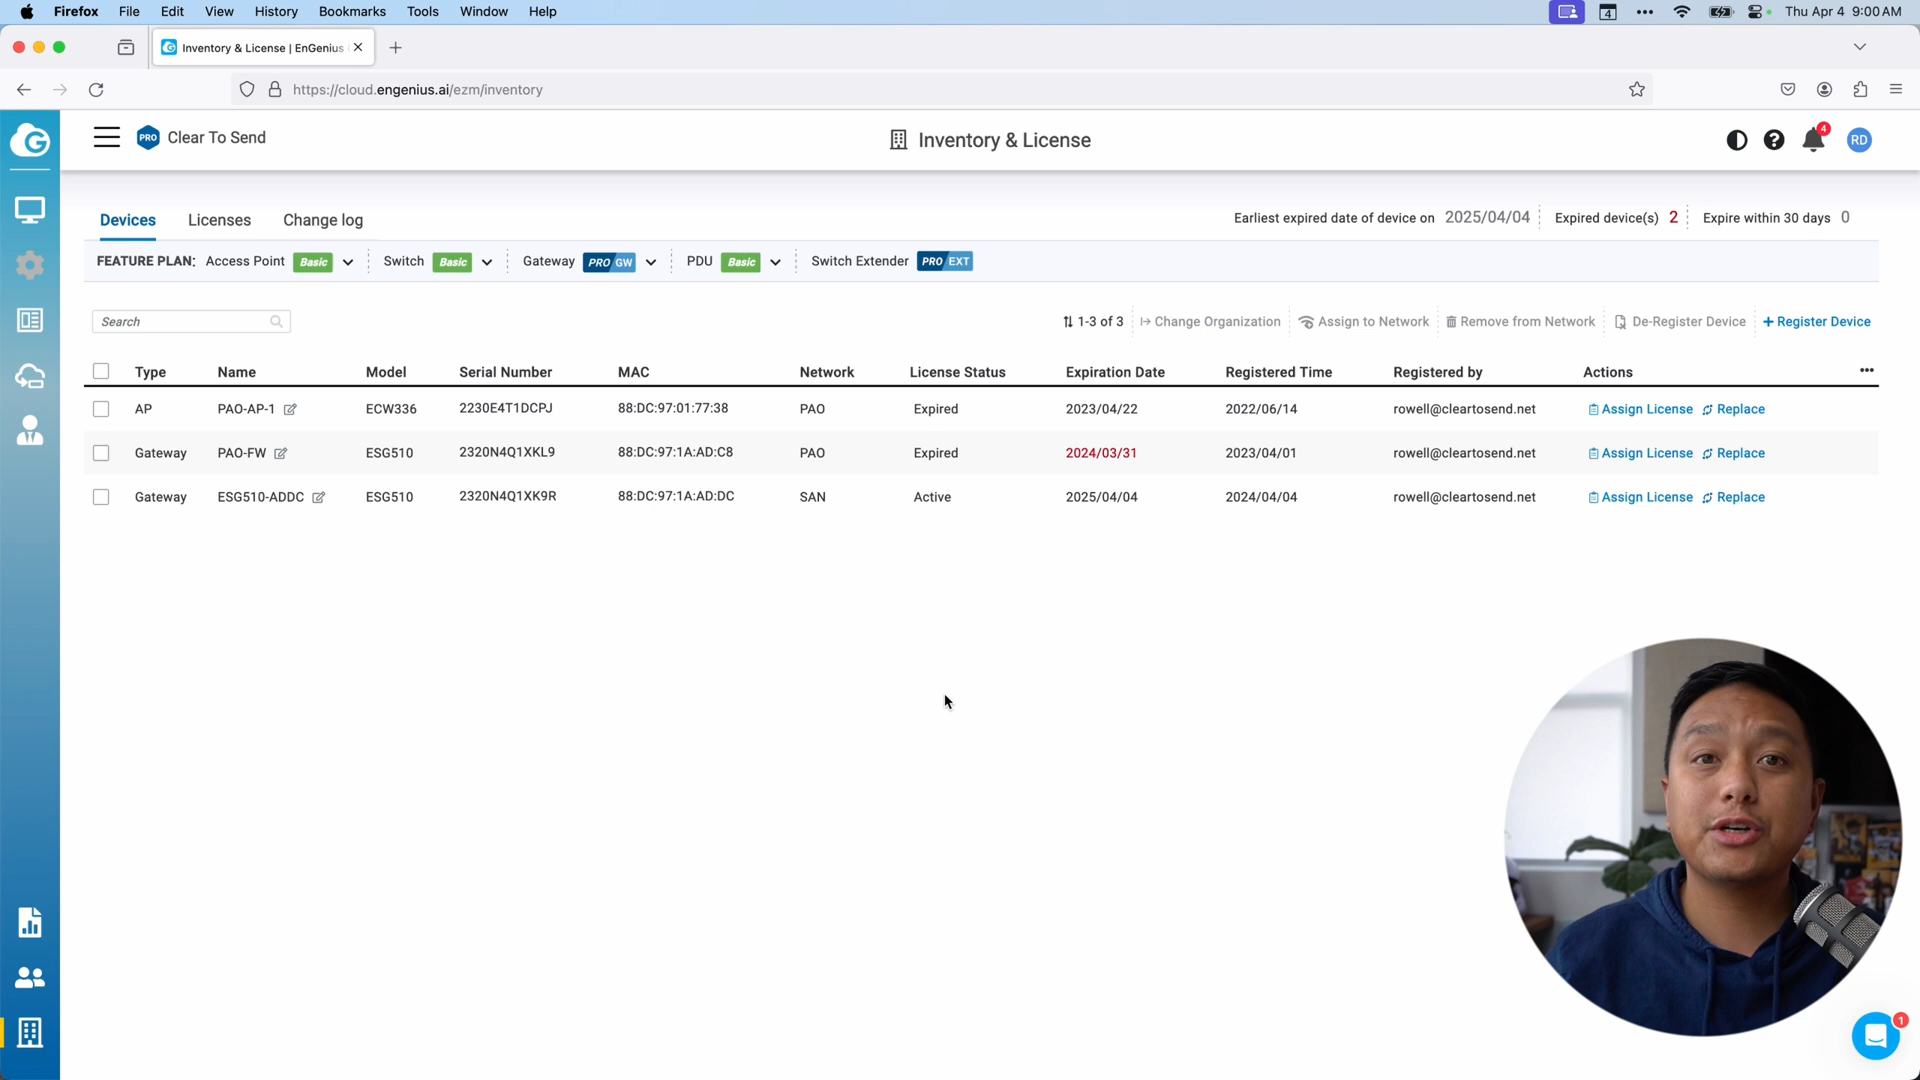 Firefox File Edit View History Bookmarks Tools Window Help 4 Thu Apr 4 9:00 AM
Inventory & License | EnGenius
https://cloud.engenius.ai/ezm/inventory
PRO Clear To Send Inventory & License 4 RD
Devices Licenses Change log Earliest expired date of device on 2025/04/04 Expired device(s) 2 Expire within 30 days 0
FEATURE PLAN: Access Point Basic Switch Basic Gateway PRO GW PDU Basic Switch Extender PRO EXT
Search 1-3 of 3 Change Organization Assign to Network Remove from Network De-Register Device + Register Device
Type Name Model Serial Number MAC Network License Status Expiration Date Registered Time Registered by Actions
AP PAO-AP-1 ECW336 2230E4T1DCPJ 88:DC:97:01:77:38 PAO Expired 2023/04/22 2022/06/14 rowell@cleartosend.net Assign License Replace
Gateway PAO-FW ESG510 2320N4Q1XKL9 88:DC:97:1A:AD:C8 PAO Expired 2024/03/31 2023/04/01 rowell@cleartosend.net Assign License Replace
Gateway ESG510-ADDC ESG510 2320N4Q1XK9R 88:DC:97:1A:AD:DC SAN Active 2025/04/04 2024/04/04 rowell@cleartosend.net Assign License Replace
1